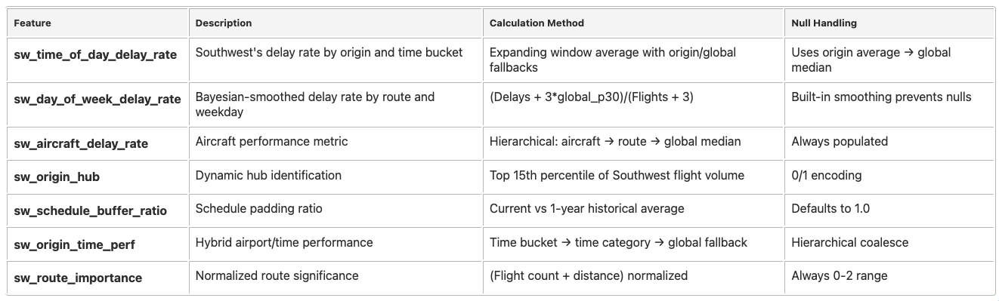 Feature Description Calculation Method Null Handling
sw_time_of_day_delay_rate Southwest's delay rate by origin and time bucket Expanding window average with origin/global Uses origin average → global
fallbacks median
sw_day_of_week_delay_rate Bayesian-smoothed delay rate by route and (Delays + 3*global_p30)/(Flights + 3) Built-in smoothing prevents nulls
weekday
sw_aircraft_delay_rate Aircraft performance metric Hierarchical: aircraft → route → global median Always populated
sw_origin_hub Dynamic hub identification Top 15th percentile of Southwest flight volume 0/1 encoding
sw_schedule_buffer_ratio Schedule padding ratio Current vs 1-year historical average Defaults to 1.0
sw_origin_time_perf Hybrid airport/time performance Time bucket → time category → global fallback Hierarchical coalesce
sw_route_importance Normalized route significance (Flight count + distance) normalized Always 0-2 range